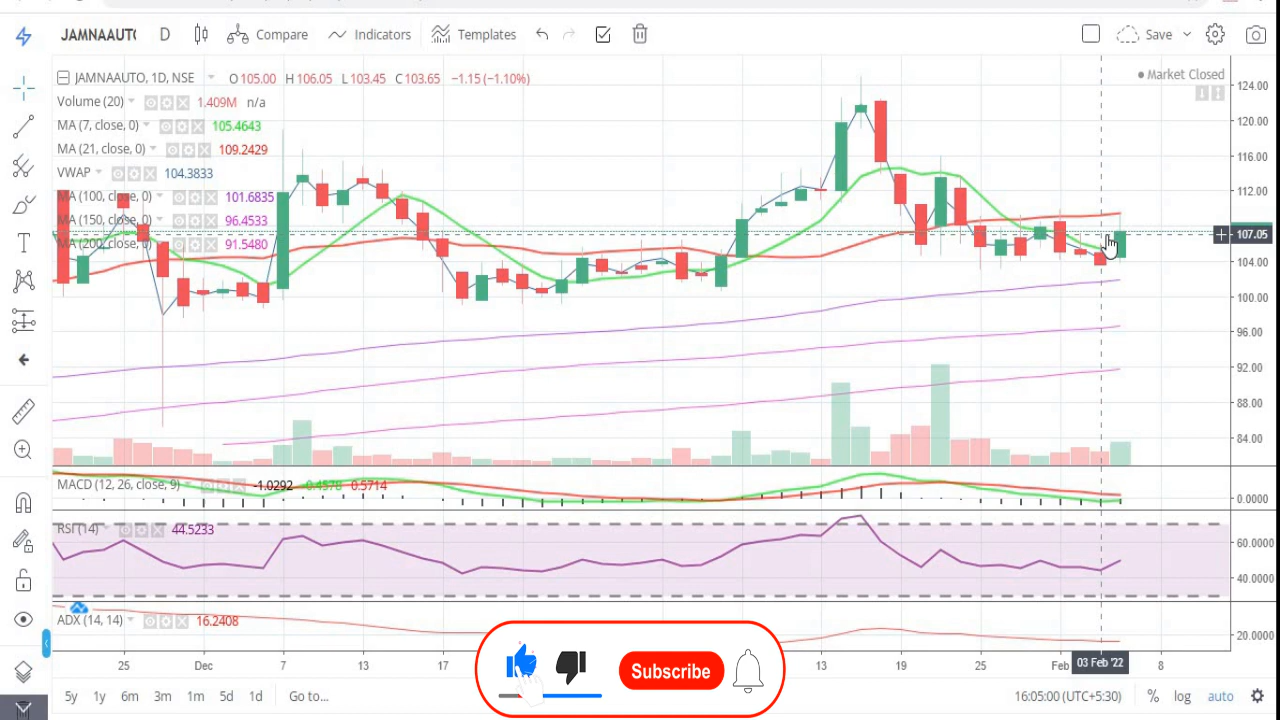 JAMNAAUTO D Compare Indicators Templates Save
JAMNAAUTO, 1D, NSE O105.00 H106.05 L103.45 C103.65 −1.15 (−1.10%)
Market Closed
Volume (20) 1.409M n/a
MA (7, close, 0) 105.4643
MA (21, close, 0) 109.2429
VWAP 104.3833
MA (100, close, 0) 101.6835
MA (150, close, 0) 96.4533
MA (200, close, 0) 91.5480
124.00
120.00
116.00
112.00
107.05
104.00
100.00
96.00
92.00
88.00
84.00
MACD (12, 26, close, 9) -1.0292 -0.4578 0.5714
0.0000
RSI (14) 44.5233
60.0000
40.0000
ADX (14, 14) 16.2408
20.0000
25 Dec 7 13 17 13 19 25 Feb 03 Feb '22 8
Subscribe
5y 1y 6m 3m 1m 5d 1d Go to... 16:05:00 (UTC+5:30) % log auto